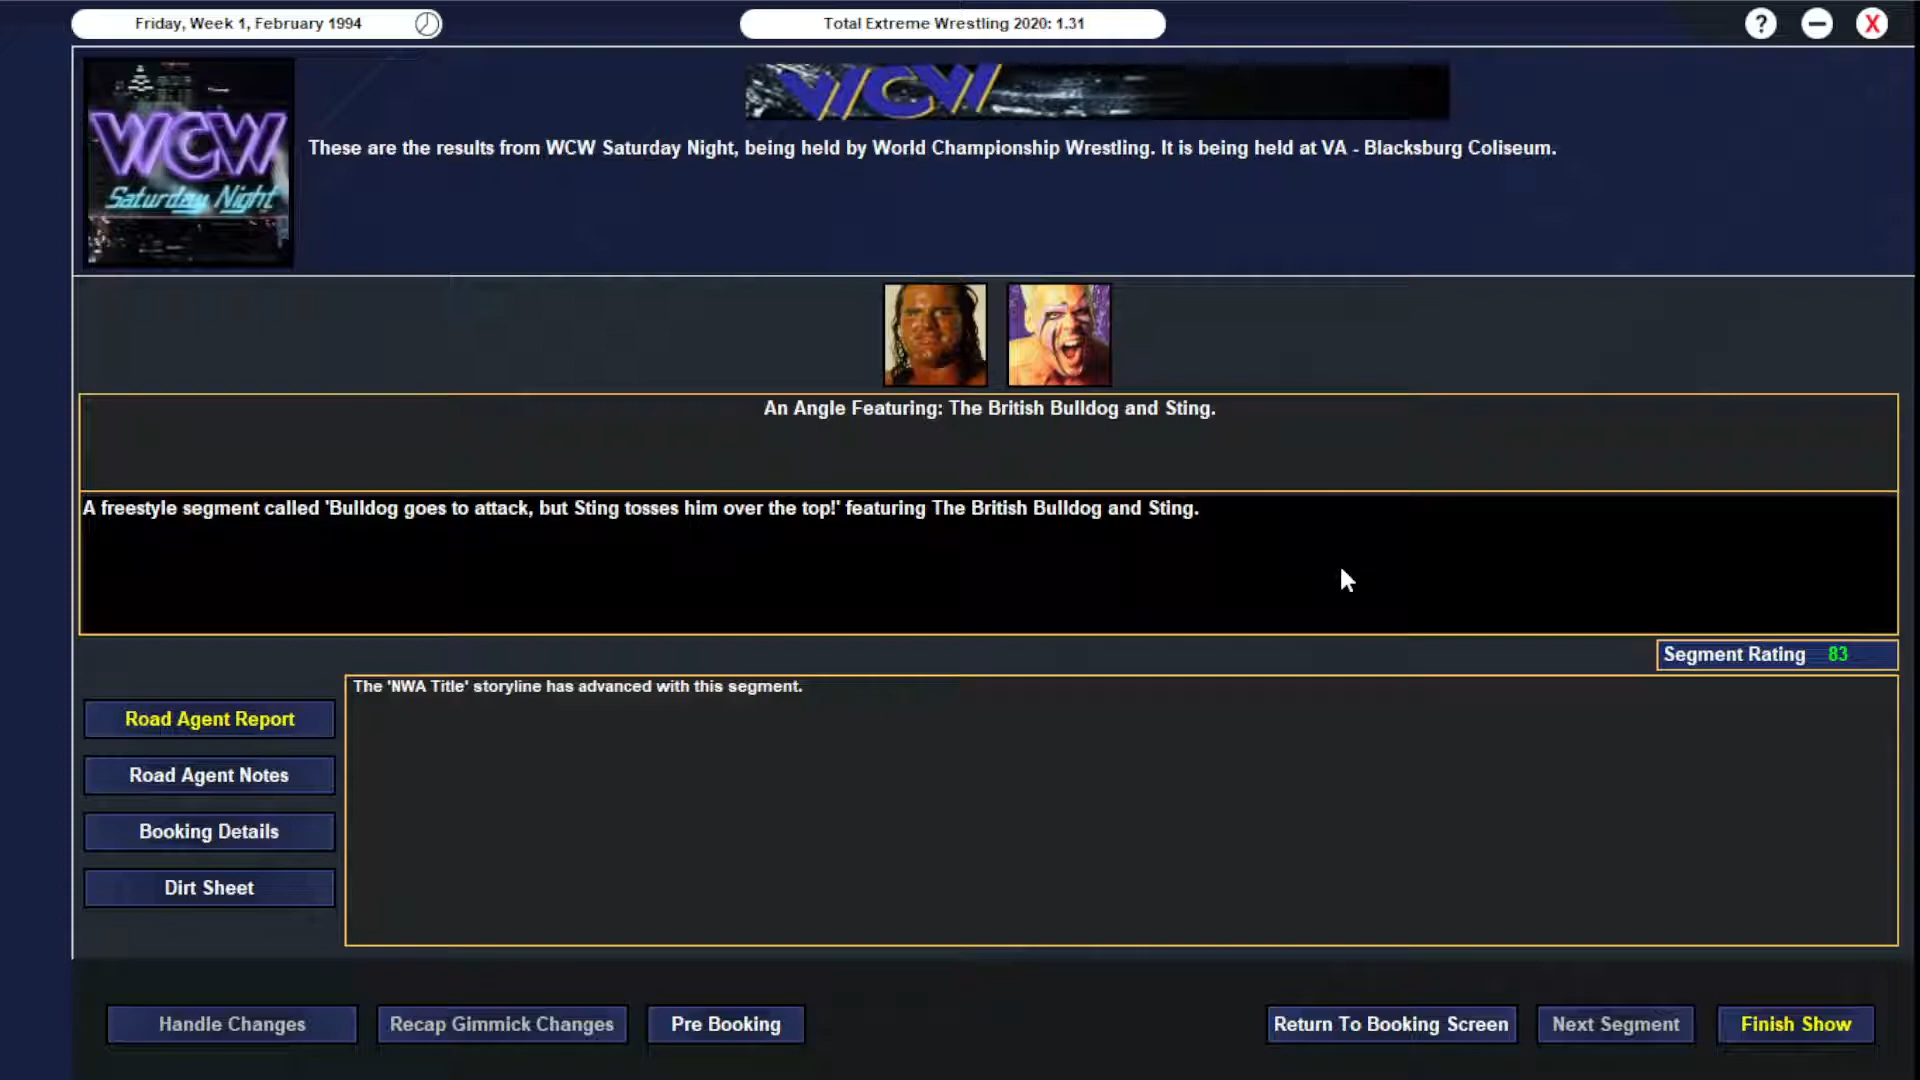 Friday, Week 1, February 1994
Total Extreme Wrestling 2020: 1.31
?
X
WCW
WCW
Saturday Night
These are the results from WCW Saturday Night, being held by World Championship Wrestling. It is being held at VA - Blacksburg Coliseum.
An Angle Featuring: The British Bulldog and Sting.
A freestyle segment called 'Bulldog goes to attack, but Sting tosses him over the top!' featuring The British Bulldog and Sting.
Segment Rating 83
The 'NWA Title' storyline has advanced with this segment.
Road Agent Report
Road Agent Notes
Booking Details
Dirt Sheet
Handle Changes
Recap Gimmick Changes
Pre Booking
Return To Booking Screen
Next Segment
Finish Show